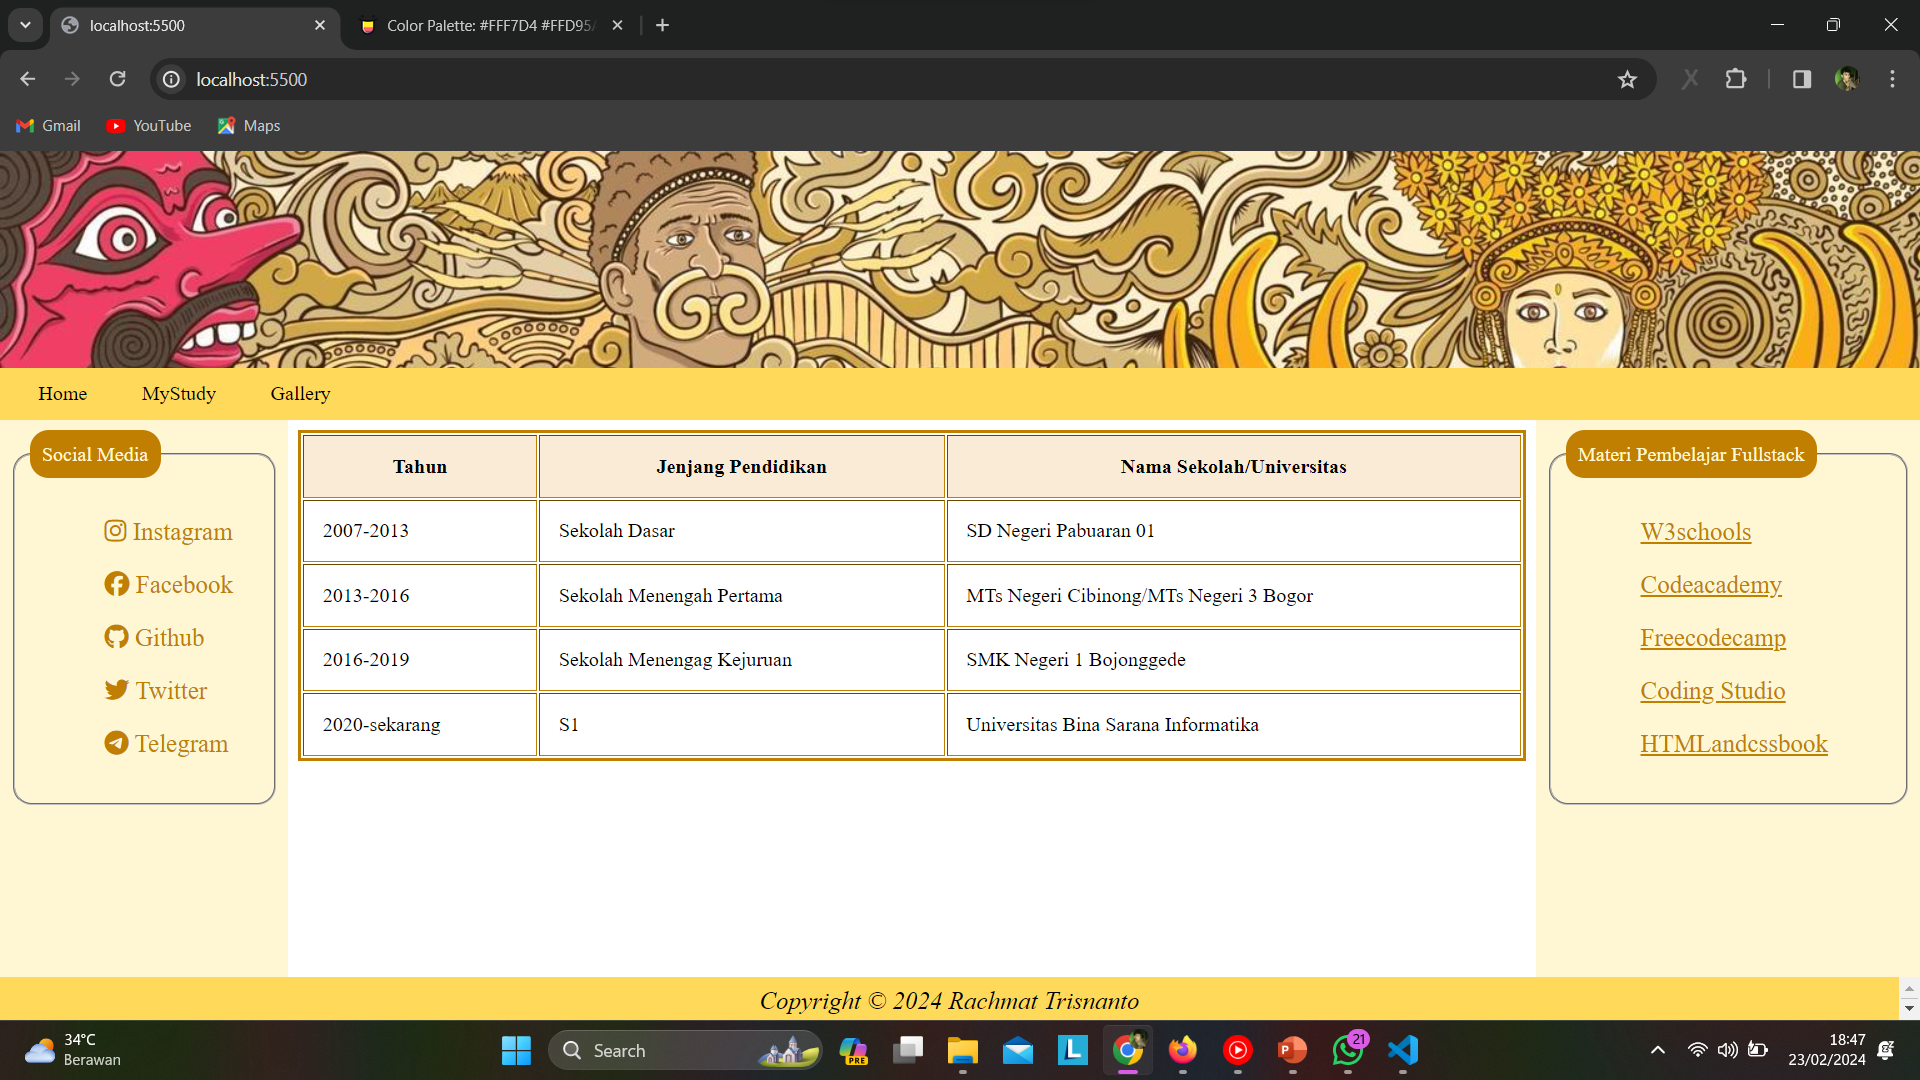 localhost:5500
Color Palette: #FFF7D4 #FFD95
localhost:5500
Gmail YouTube Maps
Home MyStudy Gallery
Social Media
Instagram
Facebook
Github
Twitter
Telegram
Tahun Jenjang Pendidikan Nama Sekolah/Universitas
2007-2013 Sekolah Dasar SD Negeri Pabuaran 01
2013-2016 Sekolah Menengah Pertama MTs Negeri Cibinong/MTs Negeri 3 Bogor
2016-2019 Sekolah Menengag Kejuruan SMK Negeri 1 Bojonggede
2020-sekarang S1 Universitas Bina Sarana Informatika
Materi Pembelajar Fullstack
W3schools
Codeacademy
Freecodecamp
Coding Studio
HTMLandcssbook
Copyright © 2024 Rachmat Trisnanto
34°C
Berawan
Search
PRE
L
P
21
18:47
23/02/2024